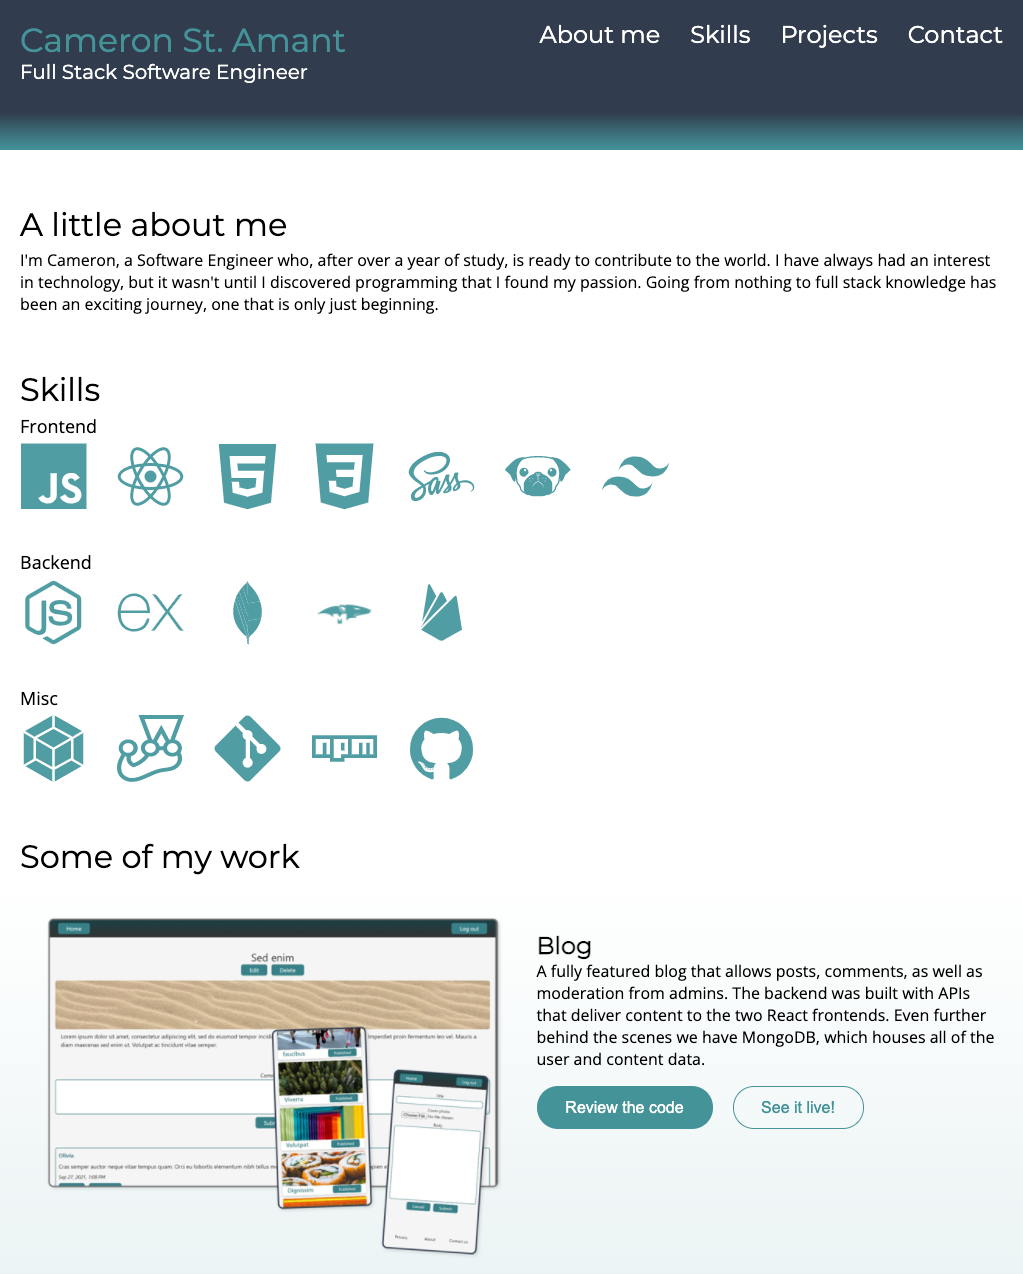 Cameron St. Amant
Full Stack Software Engineer
About me Skills Projects Contact
A little about me
I'm Cameron, a Software Engineer who, after over a year of study, is ready to contribute to the world. I have always had an interest
in technology, but it wasn't until I discovered programming that I found my passion. Going from nothing to full stack knowledge has
been an exciting journey, one that is only just beginning.
Skills
Frontend
JS 5 3 Sass
Backend
JS ex M
Misc
npm
Some of my work
Home Log out
Sed enim
Edit Delete
Lorem ipsum dolor sit amet, consectetur adipiscing elit, sed do eiusmod tempor incid
Imperdiet proin fermentum leo vel. Mauris a
diam maecenas sed enim ut. Volutpat ac tincidunt vitae semper.
Olivia
Cras semper auctor neque vitae tempus quam. Orci eu lobortis elementum nibh tellus
Sep 27, 2021, 1:08 PM
faucibus Published
Viverra Published
Volutpat Published
Dignissim Published
Home Log out
Title
Cover photo
Choose File No file chosen
Body
Cancel Submit
Privacy About Contact us
Blog
A fully featured blog that allows posts, comments, as well as
moderation from admins. The backend was built with APIs
that deliver content to the two React frontends. Even further
behind the scenes we have MongoDB, which houses all of the
user and content data.
Review the code See it live!